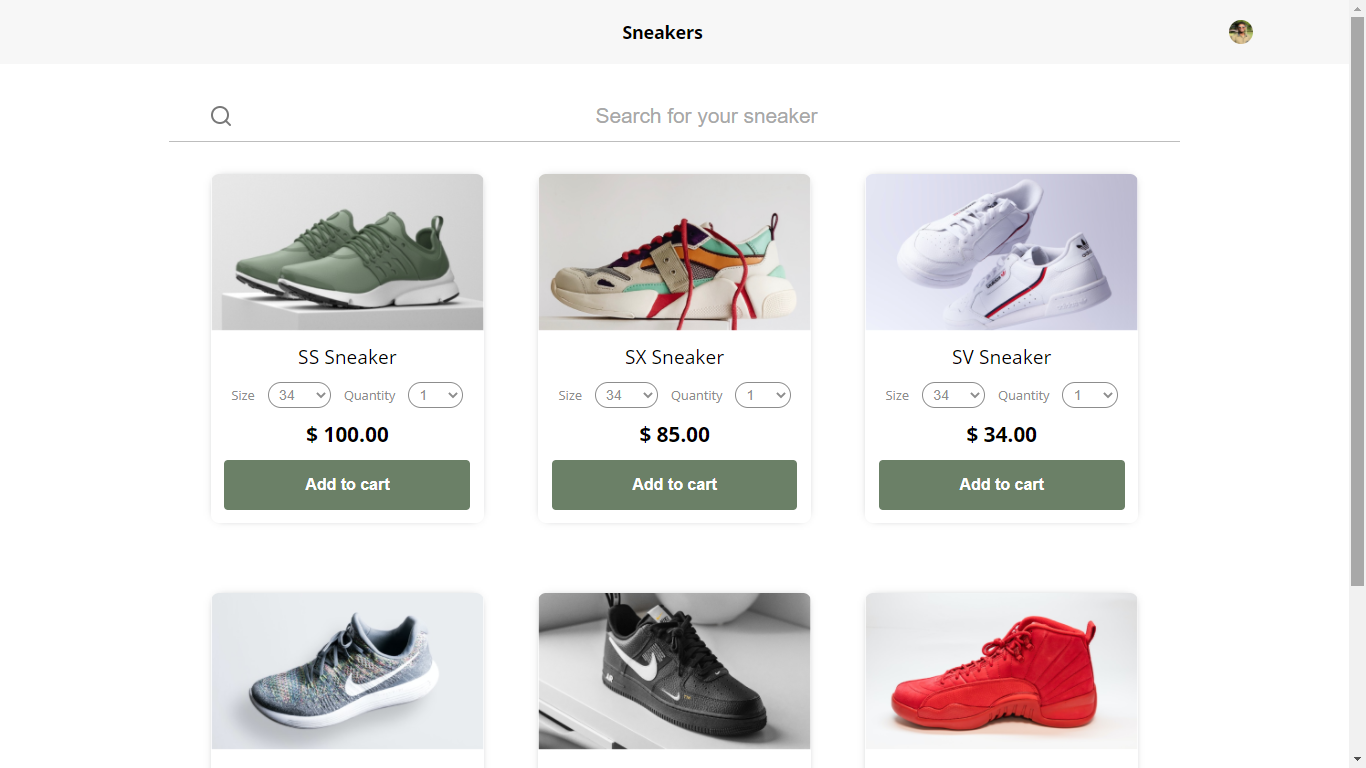 Sneakers
Search for your sneaker
SS Sneaker
Size 34 Quantity 1
$ 100.00
Add to cart
SX Sneaker
Size 34 Quantity 1
$ 85.00
Add to cart
SV Sneaker
Size 34 Quantity 1
$ 34.00
Add to cart
AIR